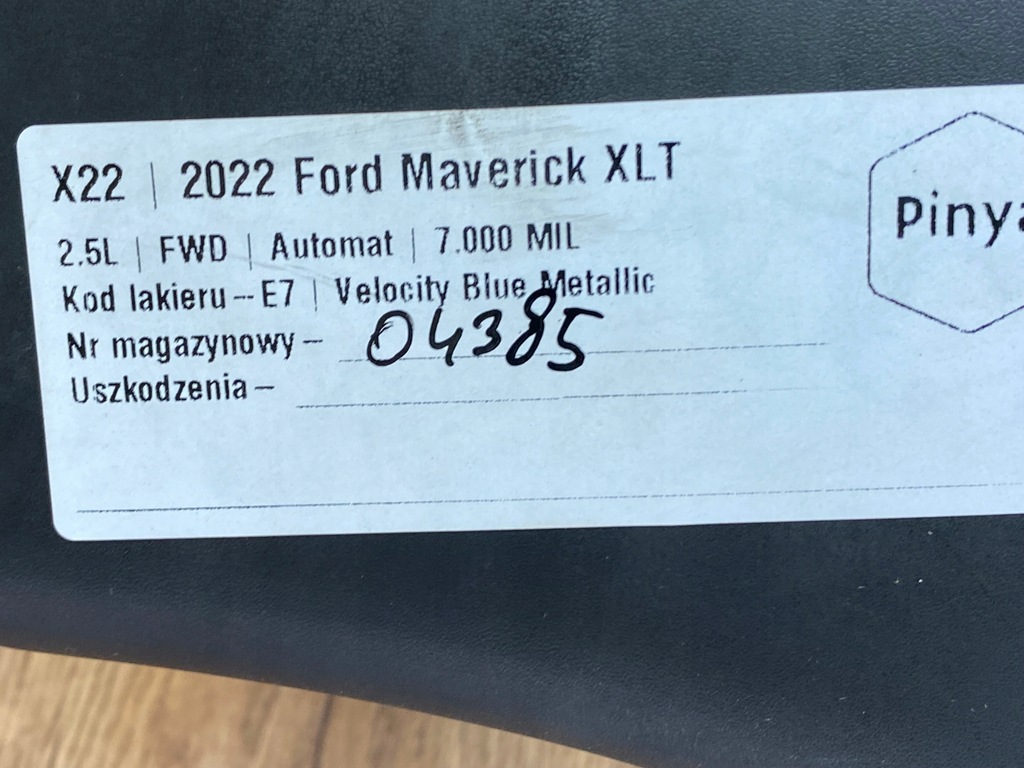 X22 | 2022 Ford Maverick XLT
2.5L | FWD | Automat | 7.000 MIL
Kod lakieru – E7 | Velocity Blue Metallic
Nr magazynowy – 04385
Uszkodzenia –